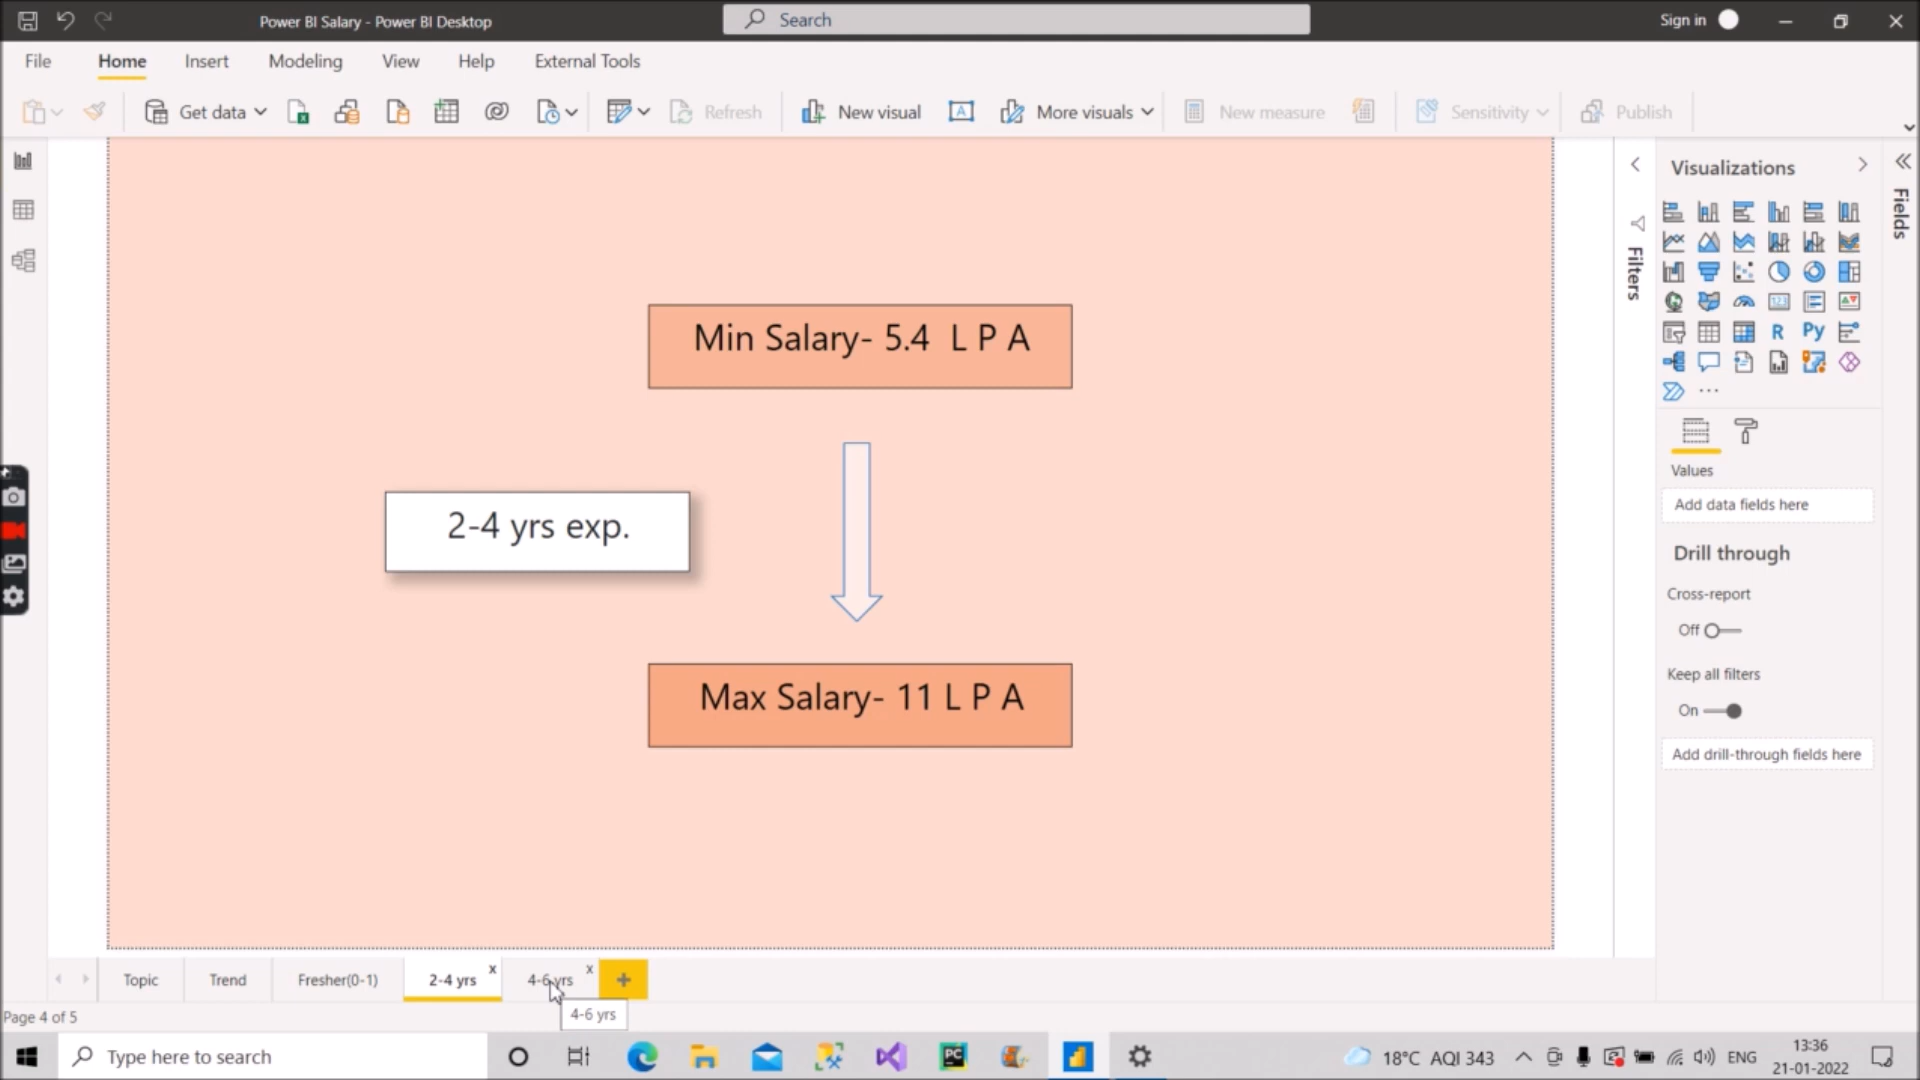 Power BI Salary - Power BI Desktop
Search
Sign in
File
Home
Insert
Modeling
View
Help
External Tools
Get data
Refresh
New visual
More visuals
New measure
Sensitivity
Publish
Min Salary- 5.4 L P A
2-4 yrs exp.
Max Salary- 11 L P A
Filters
Visualizations
Fields
123
R
Py
Values
Add data fields here
Drill through
Cross-report
Off
Keep all filters
On
Add drill-through fields here
Topic
Trend
Fresher(0-1)
2-4 yrs
x
4-6 yrs
x
+
4-6 yrs
Page 4 of 5
Type here to search
PC
18°C AQI 343
ENG
13:36
21-01-2022